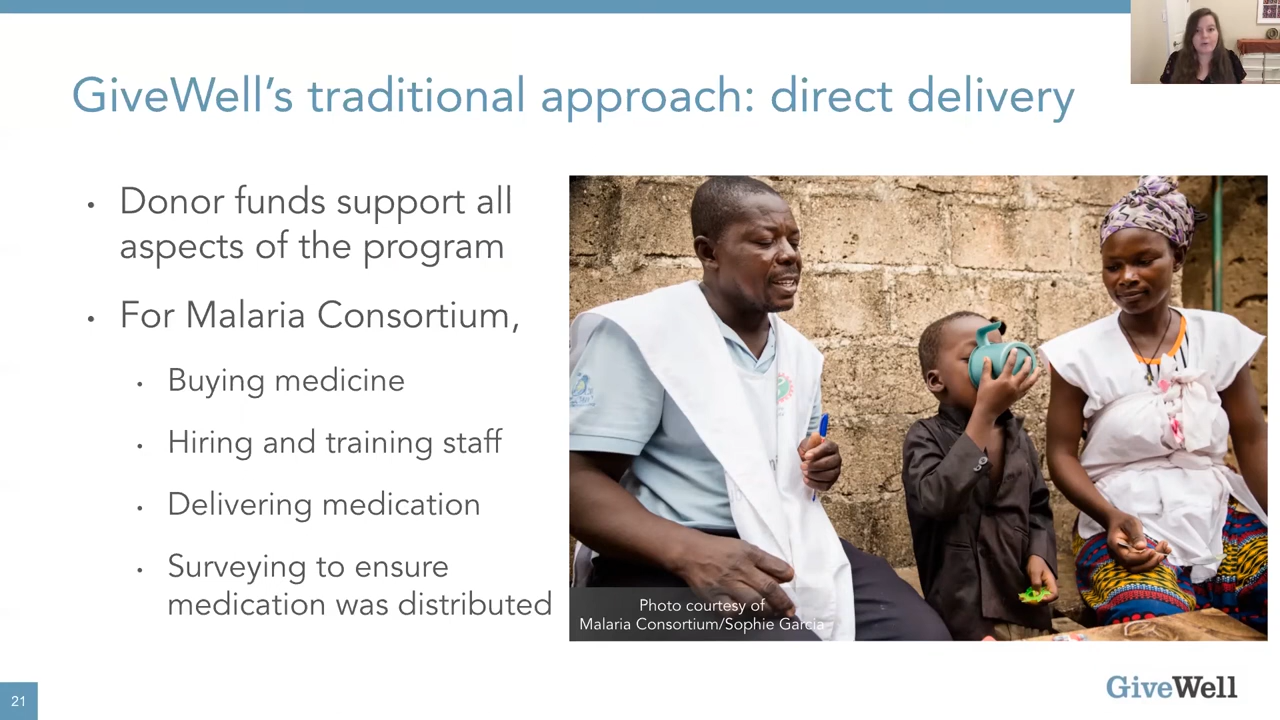 GiveWell's traditional approach: direct delivery
• Donor funds support all
aspects of the program
• For Malaria Consortium,
• Buying medicine
• Hiring and training staff
• Delivering medication
• Surveying to ensure
medication was distributed
Photo courtesy of
Malaria Consortium/Sophie Garcia
21
GiveWell